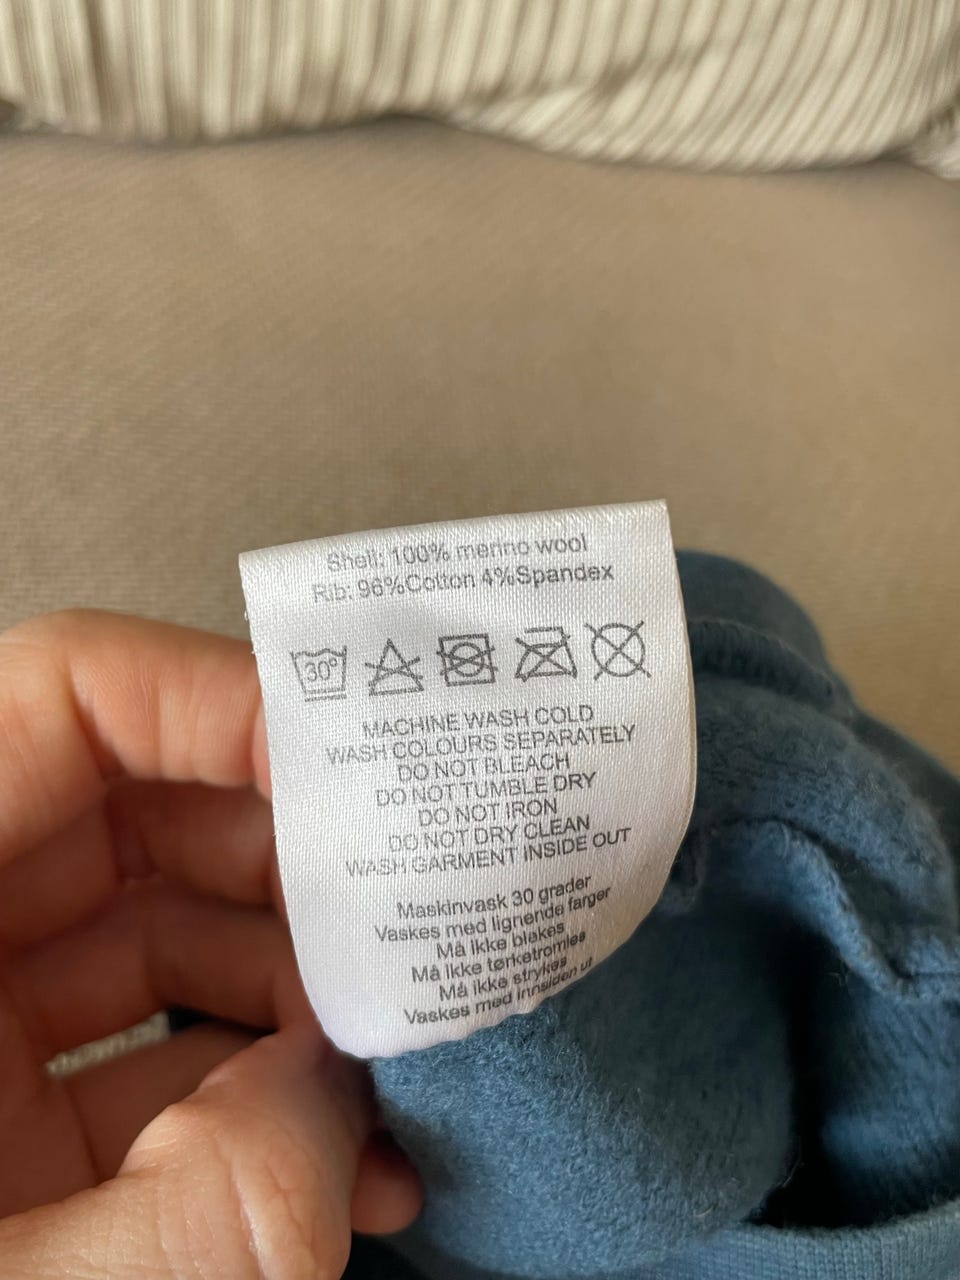 Shell: 100% merino wool
Rib: 96%Cotton 4%Spandex
30°
MACHINE WASH COLD
WASH COLOURS SEPARATELY
DO NOT BLEACH
DO NOT TUMBLE DRY
DO NOT IRON
DO NOT DRY CLEAN
WASH GARMENT INSIDE OUT
Maskinvask 30 grader
Vaskes med lignende farger
Må ikke blekes
Må ikke tørketromles
Må ikke strykes
Vaskes med innsiden ut